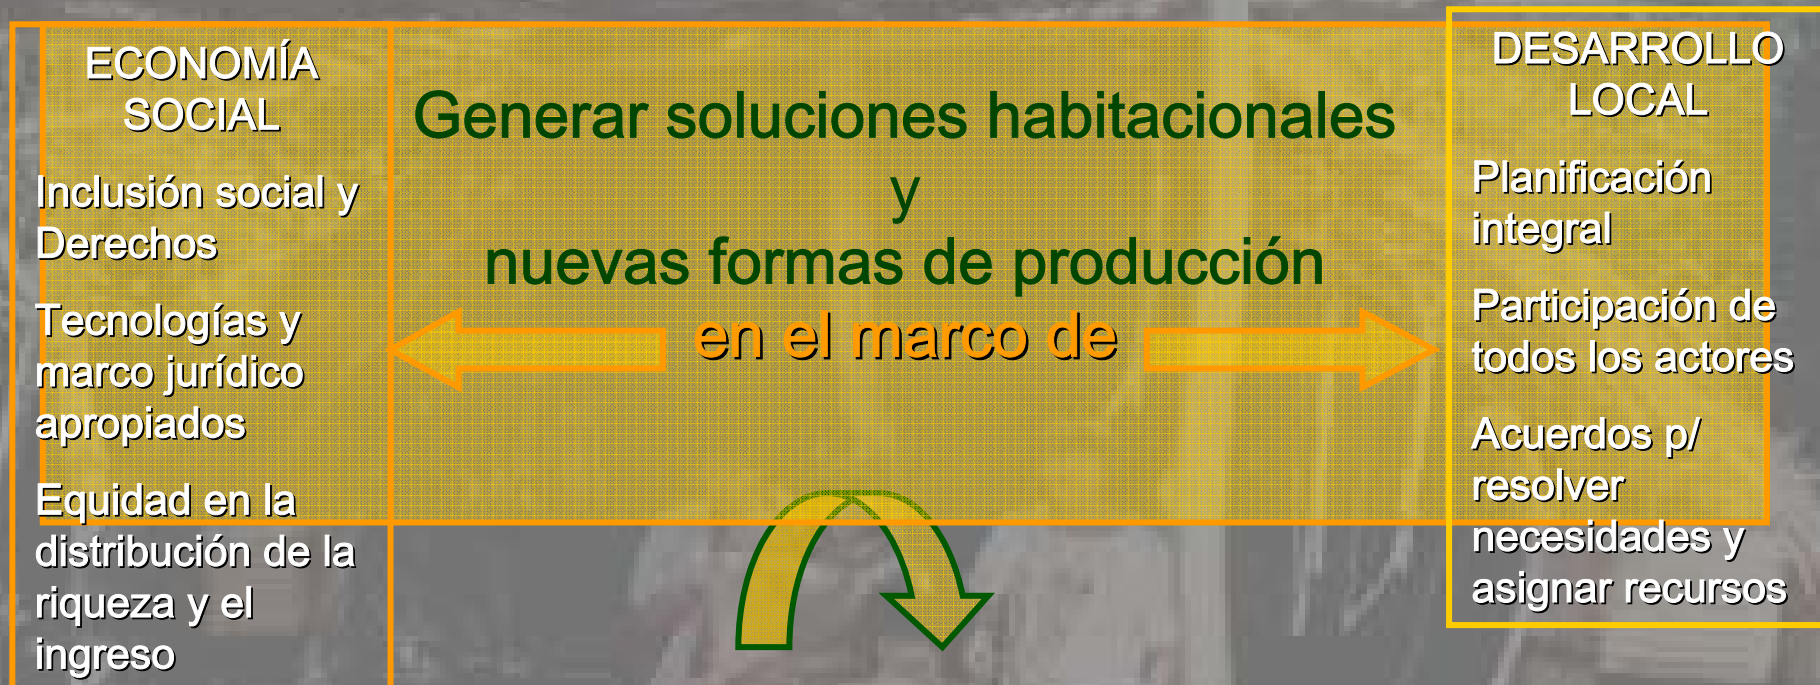 ECONOMÍA
SOCIAL
Inclusión social y
Derechos
Tecnologías y
marco jurídico
apropiados
Equidad en la
distribución de la
riqueza y el
ingreso
Generar soluciones habitacionales
y
nuevas formas de producción
en el marco de
DESARROLLO
LOCAL
Planificación
integral
Participación de
todos los actores
Acuerdos p/
resolver
necesidades y
asignar recursos